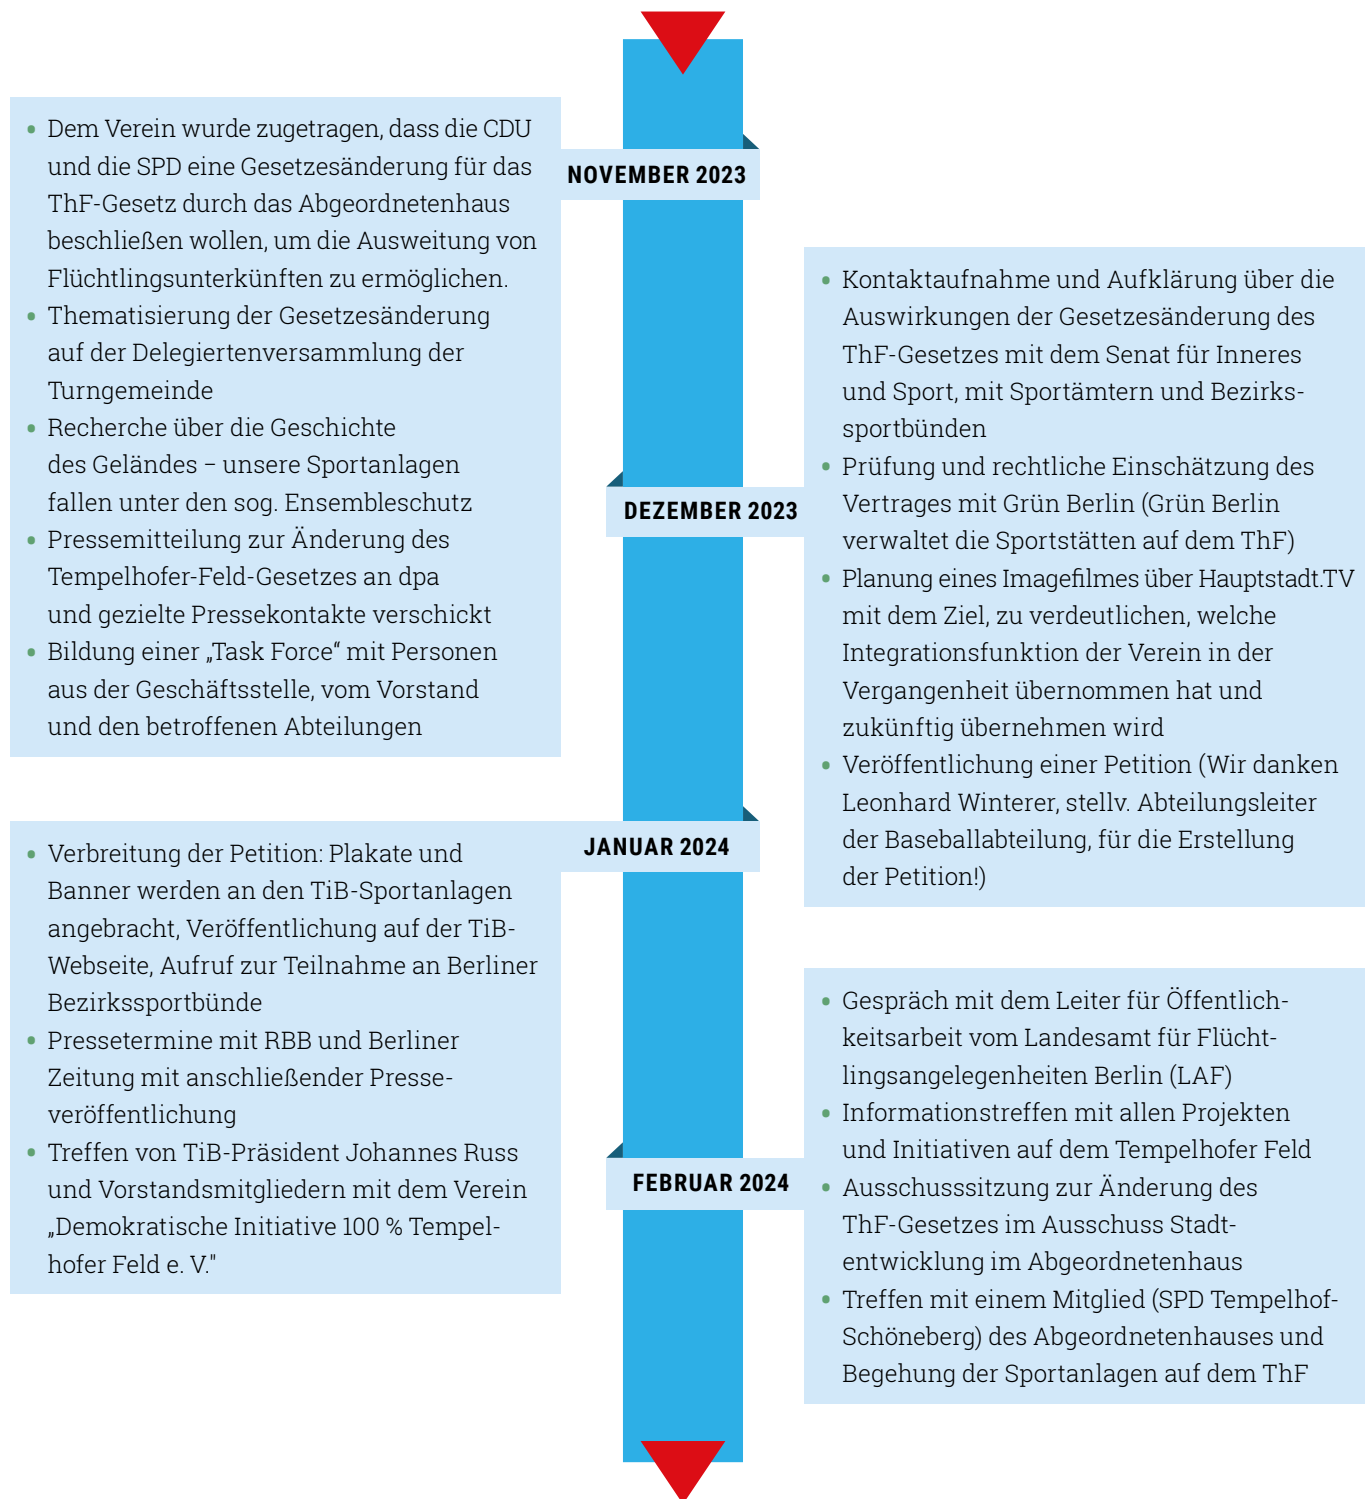 NOVEMBER 2023
• Dem Verein wurde zugetragen, dass die CDU
und die SPD eine Gesetzesänderung für das
ThF-Gesetz durch das Abgeordnetenhaus
beschließen wollen, um die Ausweitung von
Flüchtlingsunterkünften zu ermöglichen.
• Thematisierung der Gesetzesänderung
auf der Delegiertenversammlung der
Turngemeinde
• Recherche über die Geschichte
des Geländes – unsere Sportanlagen
fallen unter den sog. Ensembleschutz
• Pressemitteilung zur Änderung des
Tempelhofer-Feld-Gesetzes an dpa
und gezielte Pressekontakte verschickt
• Bildung einer „Task Force“ mit Personen
aus der Geschäftsstelle, vom Vorstand
und den betroffenen Abteilungen
DEZEMBER 2023
• Kontaktaufnahme und Aufklärung über die
Auswirkungen der Gesetzesänderung des
ThF-Gesetzes mit dem Senat für Inneres
und Sport, mit Sportämtern und Bezirks-
sportbünden
• Prüfung und rechtliche Einschätzung des
Vertrages mit Grün Berlin (Grün Berlin
verwaltet die Sportstätten auf dem ThF)
• Planung eines Imagefilmes über Hauptstadt.TV
mit dem Ziel, zu verdeutlichen, welche
Integrationsfunktion der Verein in der
Vergangenheit übernommen hat und
zukünftig übernehmen wird
• Veröffentlichung einer Petition (Wir danken
Leonhard Winterer, stellv. Abteilungsleiter
der Baseballabteilung, für die Erstellung
der Petition!)
JANUAR 2024
• Verbreitung der Petition: Plakate und
Banner werden an den TiB-Sportanlagen
angebracht, Veröffentlichung auf der TiB-
Webseite, Aufruf zur Teilnahme an Berliner
Bezirkssportbünde
• Pressetermine mit RBB und Berliner
Zeitung mit anschließender Presse-
veröffentlichung
• Treffen von TiB-Präsident Johannes Russ
und Vorstandsmitgliedern mit dem Verein
„Demokratische Initiative 100 % Tempel-
hofer Feld e. V."
FEBRUAR 2024
• Gespräch mit dem Leiter für Öffentlich-
keitsarbeit vom Landesamt für Flücht-
lingsangelegenheiten Berlin (LAF)
• Informationstreffen mit allen Projekten
und Initiativen auf dem Tempelhofer Feld
• Ausschusssitzung zur Änderung des
ThF-Gesetzes im Ausschuss Stadt-
entwicklung im Abgeordnetenhaus
• Treffen mit einem Mitglied (SPD Tempelhof-
Schöneberg) des Abgeordnetenhauses und
Begehung der Sportanlagen auf dem ThF